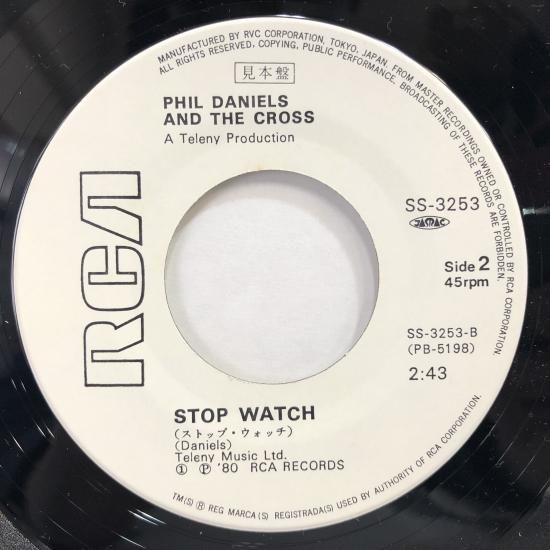 MANUFACTURED BY RVC CORPORATION, TOKYO, JAPAN. FROM MASTER RECORDINGS OWNED OR CONTROLLED BY RCA CORPORATION.
ALL RIGHTS RESERVED, COPYING, PUBLIC PERFORMANCE, BROADCASTING OF THESE RECORDS ARE FORBIDDEN.
見本盤
PHIL DANIELS
AND THE CROSS
A Teleny Production
RCA
SS-3253
JASRAC
Side 2
45rpm
SS-3253-B
(PB-5198)
2:43
STOP WATCH
(ストップ・ウォッチ)
(Daniels)
Teleny Music Ltd.
① Ⓟ '80 RCA RECORDS
TM(S) ® REG MARCA(S) REGISTRADA(S) USED BY AUTHORITY OF RCA CORPORATION.